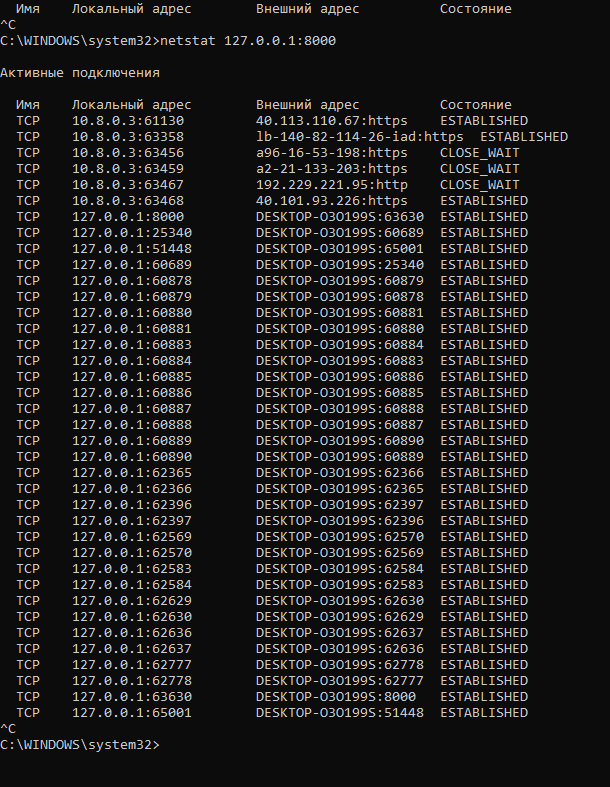 Имя Локальный адрес Внешний адрес Состояние
^C
C:\WINDOWS\system32>netstat 127.0.0.1:8000
Активные подключения
Имя Локальный адрес Внешний адрес Состояние
TCP 10.8.0.3:61130 40.113.110.67:https ESTABLISHED
TCP 10.8.0.3:63358 lb-140-82-114-26-iad:https ESTABLISHED
TCP 10.8.0.3:63456 a96-16-53-198:https CLOSE_WAIT
TCP 10.8.0.3:63459 a2-21-133-203:https CLOSE_WAIT
TCP 10.8.0.3:63467 192.229.221.95:http CLOSE_WAIT
TCP 10.8.0.3:63468 40.101.93.226:https ESTABLISHED
TCP 127.0.0.1:8000 DESKTOP-O3O199S:63630 ESTABLISHED
TCP 127.0.0.1:25340 DESKTOP-O3O199S:60689 ESTABLISHED
TCP 127.0.0.1:51448 DESKTOP-O3O199S:65001 ESTABLISHED
TCP 127.0.0.1:60689 DESKTOP-O3O199S:25340 ESTABLISHED
TCP 127.0.0.1:60878 DESKTOP-O3O199S:60879 ESTABLISHED
TCP 127.0.0.1:60879 DESKTOP-O3O199S:60878 ESTABLISHED
TCP 127.0.0.1:60880 DESKTOP-O3O199S:60881 ESTABLISHED
TCP 127.0.0.1:60881 DESKTOP-O3O199S:60880 ESTABLISHED
TCP 127.0.0.1:60883 DESKTOP-O3O199S:60884 ESTABLISHED
TCP 127.0.0.1:60884 DESKTOP-O3O199S:60883 ESTABLISHED
TCP 127.0.0.1:60885 DESKTOP-O3O199S:60886 ESTABLISHED
TCP 127.0.0.1:60886 DESKTOP-O3O199S:60885 ESTABLISHED
TCP 127.0.0.1:60887 DESKTOP-O3O199S:60888 ESTABLISHED
TCP 127.0.0.1:60888 DESKTOP-O3O199S:60887 ESTABLISHED
TCP 127.0.0.1:60889 DESKTOP-O3O199S:60890 ESTABLISHED
TCP 127.0.0.1:60890 DESKTOP-O3O199S:60889 ESTABLISHED
TCP 127.0.0.1:62365 DESKTOP-O3O199S:62366 ESTABLISHED
TCP 127.0.0.1:62366 DESKTOP-O3O199S:62365 ESTABLISHED
TCP 127.0.0.1:62396 DESKTOP-O3O199S:62397 ESTABLISHED
TCP 127.0.0.1:62397 DESKTOP-O3O199S:62396 ESTABLISHED
TCP 127.0.0.1:62569 DESKTOP-O3O199S:62570 ESTABLISHED
TCP 127.0.0.1:62570 DESKTOP-O3O199S:62569 ESTABLISHED
TCP 127.0.0.1:62583 DESKTOP-O3O199S:62584 ESTABLISHED
TCP 127.0.0.1:62584 DESKTOP-O3O199S:62583 ESTABLISHED
TCP 127.0.0.1:62629 DESKTOP-O3O199S:62630 ESTABLISHED
TCP 127.0.0.1:62630 DESKTOP-O3O199S:62629 ESTABLISHED
TCP 127.0.0.1:62636 DESKTOP-O3O199S:62637 ESTABLISHED
TCP 127.0.0.1:62637 DESKTOP-O3O199S:62636 ESTABLISHED
TCP 127.0.0.1:62777 DESKTOP-O3O199S:62778 ESTABLISHED
TCP 127.0.0.1:62778 DESKTOP-O3O199S:62777 ESTABLISHED
TCP 127.0.0.1:63630 DESKTOP-O3O199S:8000 ESTABLISHED
TCP 127.0.0.1:65001 DESKTOP-O3O199S:51448 ESTABLISHED
^C
C:\WINDOWS\system32>